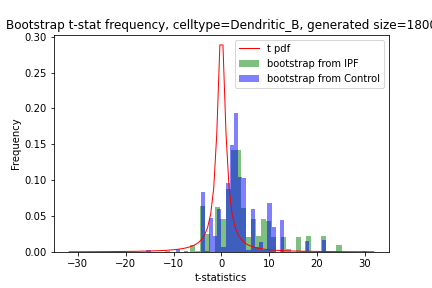 Bootstrap t-stat frequency, celltype=Dendritic_B, generated size=1800
t pdf
bootstrap from IPF
bootstrap from Control
Frequency
0.30
0.25
0.20
0.15
0.10
0.05
0.00
−30
−20
−10
0
10
20
30
t-statistics